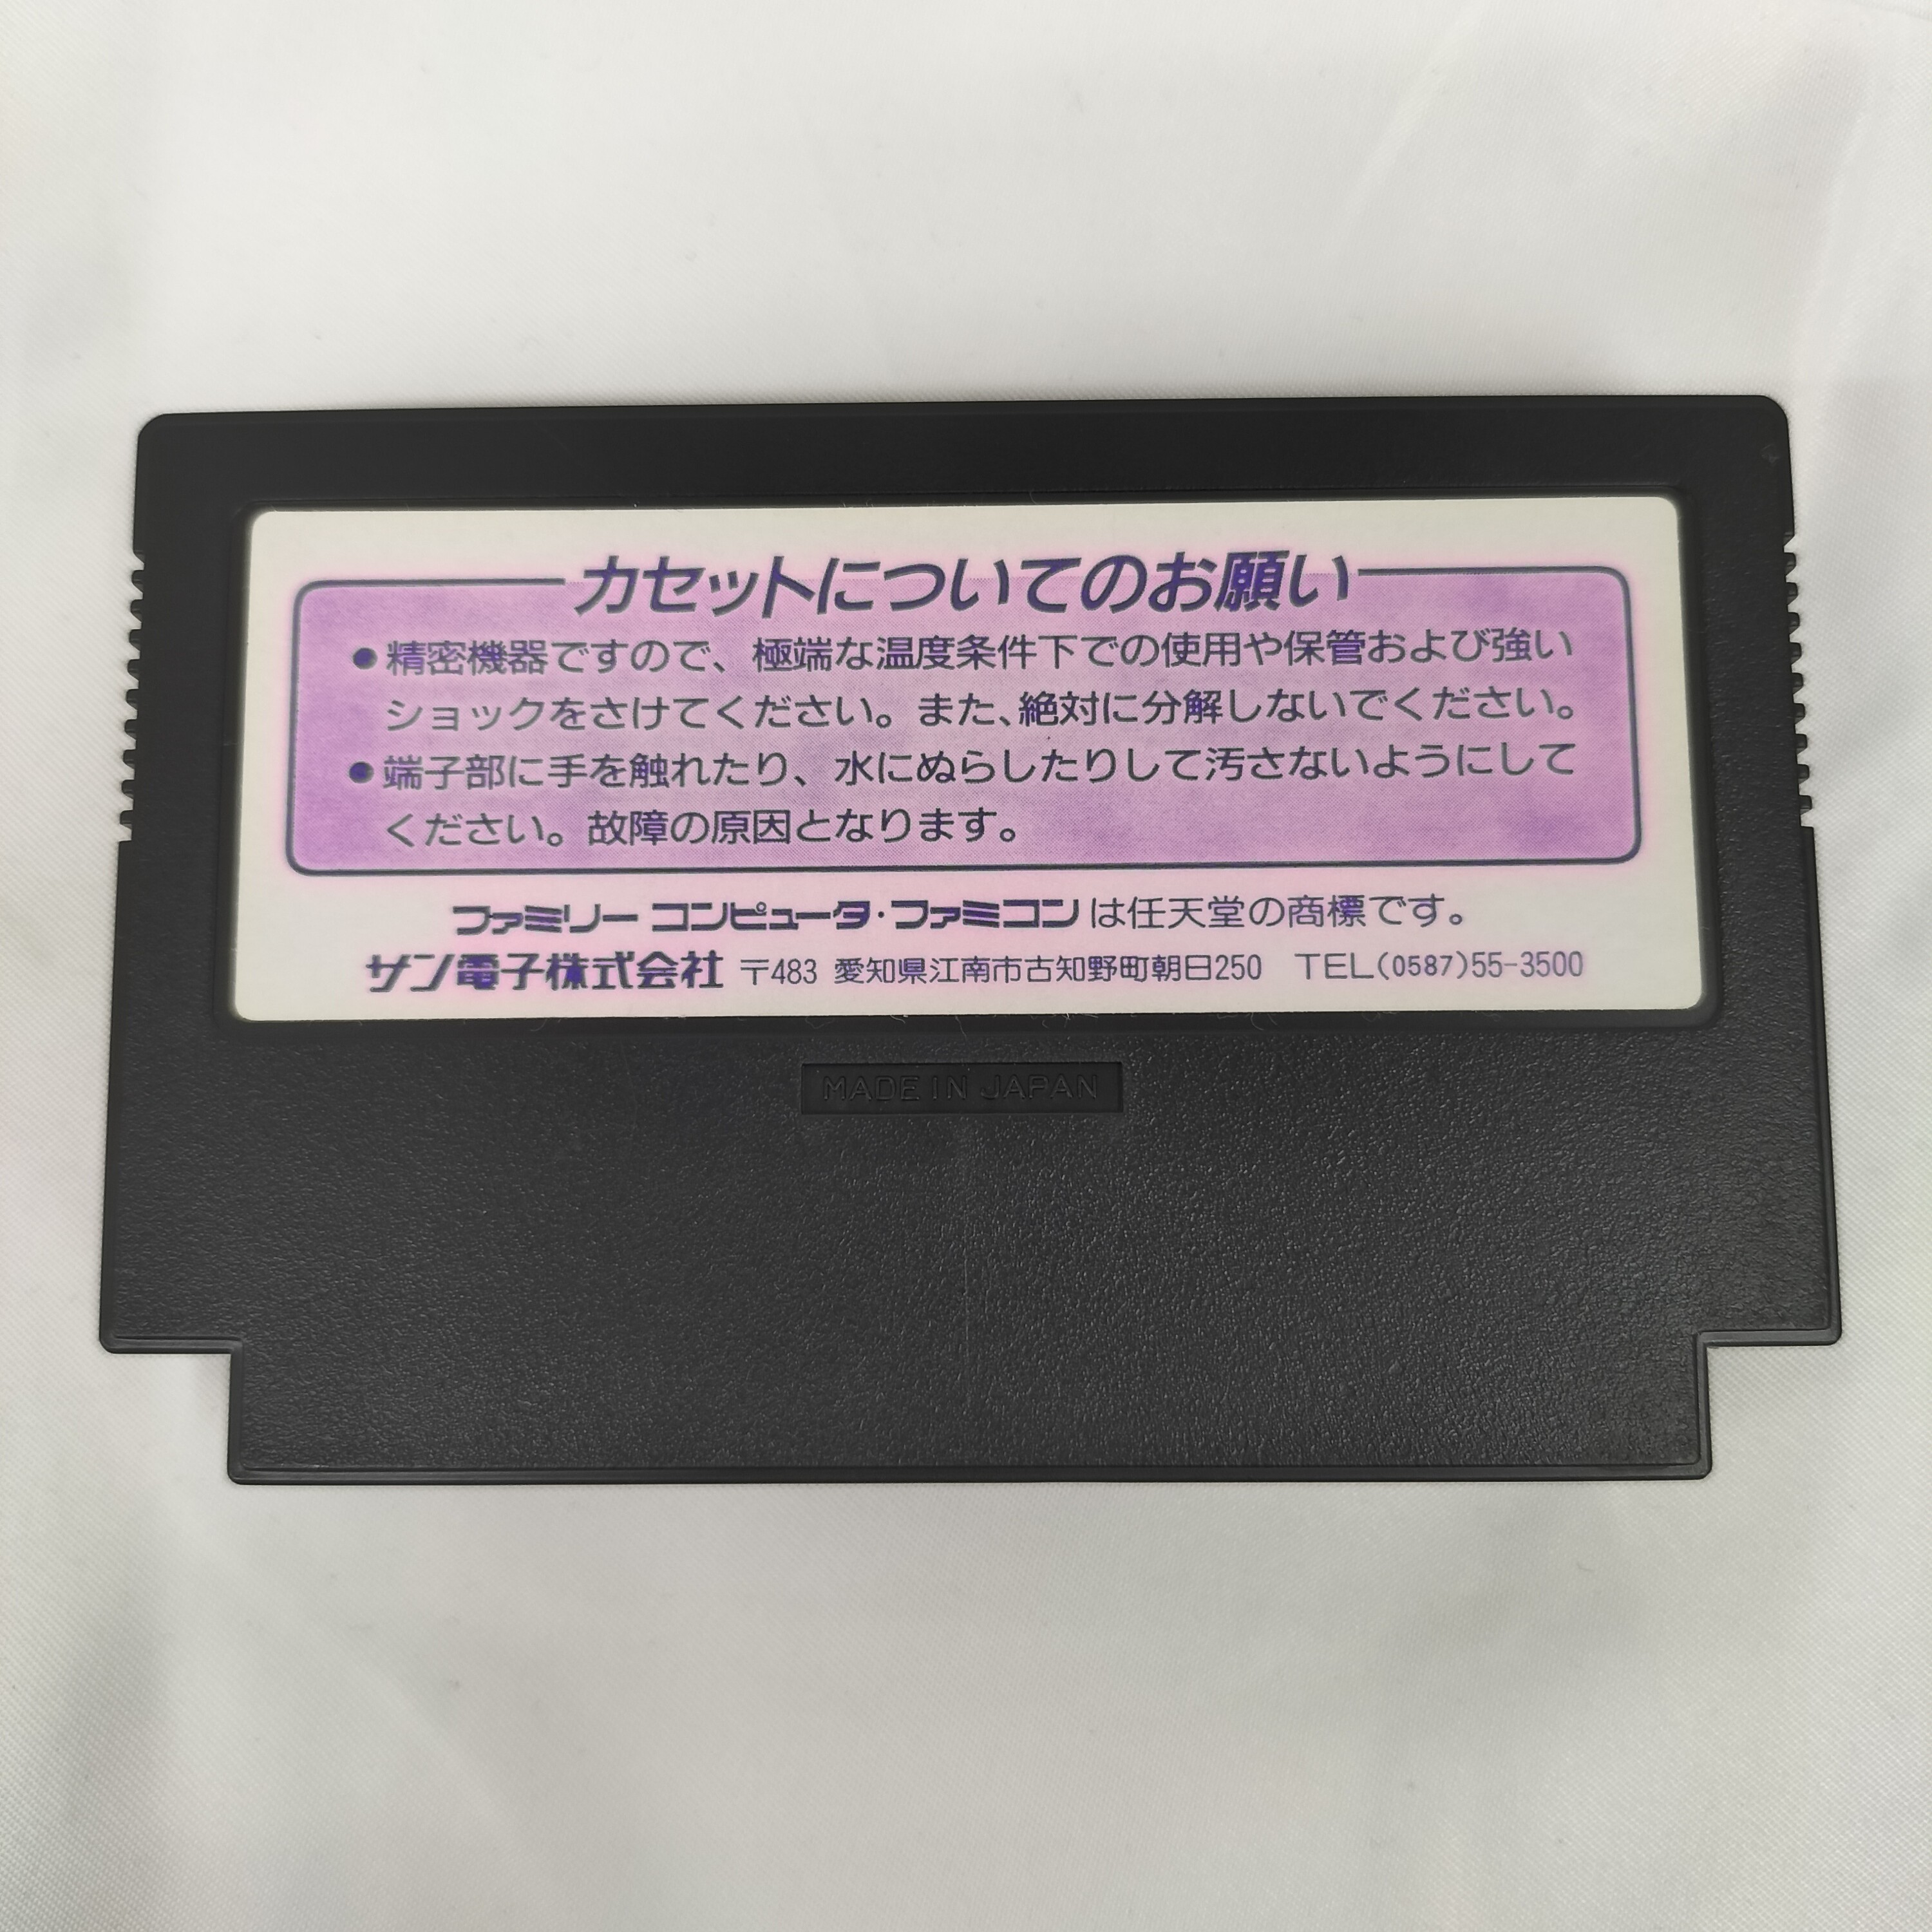 カセットについてのお願い
●精密機器ですので、極端な温度条件下での使用や保管および強い
ショックをさけてください。また、絶対に分解しないでください。
●端子部に手を触れたり、水にぬらしたりして汚さないようにして
ください。故障の原因となります。
ファミリー コンピュータ・ファミコンは任天堂の商標です。
サン電子株式会社 〒483 愛知県江南市古知野町朝日250 TEL(0587)55-3500
MADE IN JAPAN